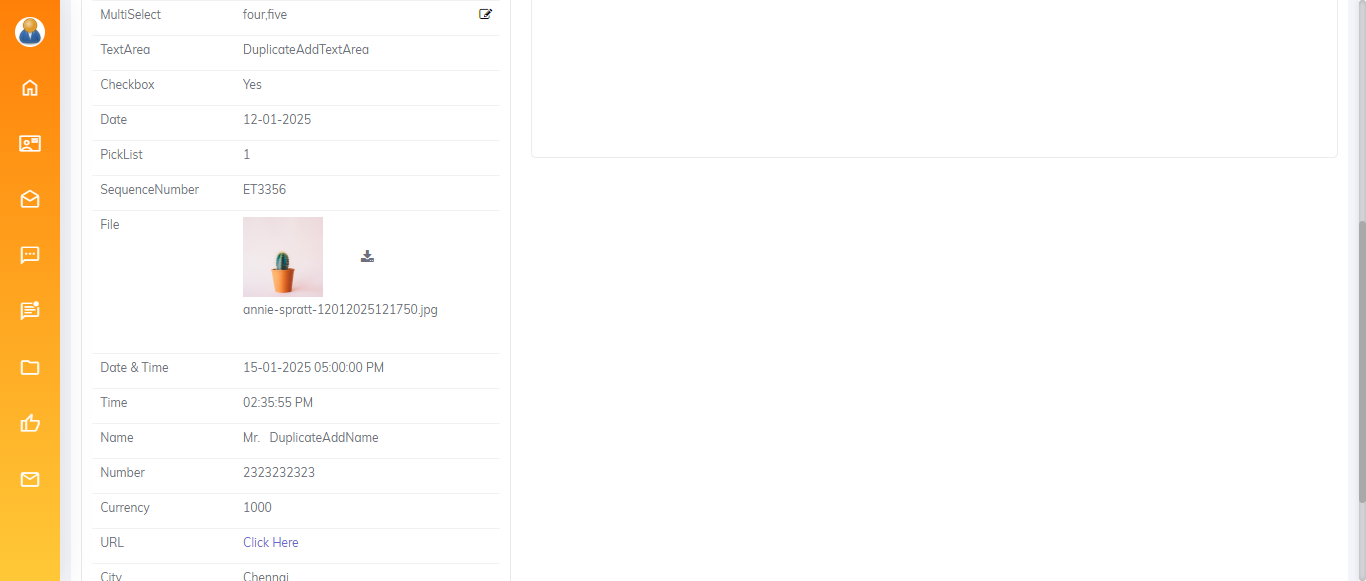 MultiSelect four,five
TextArea DuplicateAddTextArea
Checkbox Yes
Date 12-01-2025
PickList 1
SequenceNumber ET3356
File
annie-spratt-12012025121750.jpg
Date & Time 15-01-2025 05:00:00 PM
Time 02:35:55 PM
Name Mr. DuplicateAddName
Number 2323232323
Currency 1000
URL Click Here
City Chennai